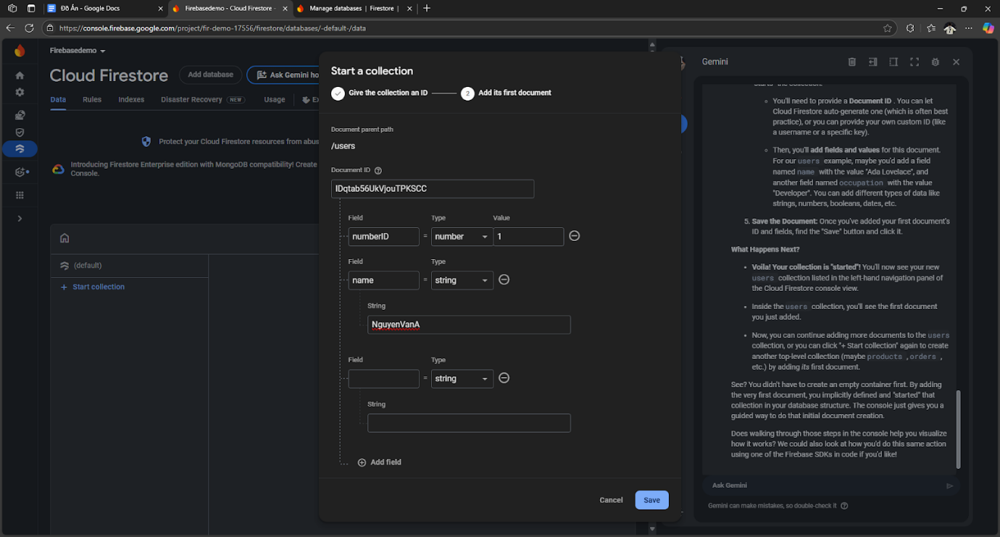 Đồ Án - Google Docs
Firebasedemo - Cloud Firestore -
Manage databases | Firestore |
https://console.firebase.google.com/project/fir-demo-17556/firestore/databases/-default-/data
Firebasedemo
Cloud Firestore
Add database
Ask Gemini ho
Data
Rules
Indexes
Disaster Recovery
NEW
Usage
Ex
Protect your Cloud Firestore resources from abus
Introducing Firestore Enterprise edition with MongoDB compatibility! Create
Console.
(default)
+ Start collection
Start a collection
Give the collection an ID
2 Add its first document
Document parent path
/users
Document ID
IDqtab56UkVjouTPKSCC
Field Type Value
numberID = number 1
Field Type
name = string
String
NguyenVanA
Field Type
= string
String
Add field
Cancel
Save
Gemini
"starts" the collection.
You'll need to provide a Document ID . You can let
Cloud Firestore auto-generate one (which is often best
practice), or you can provide your own custom ID (like
a username or a specific key).
Then, you'll add fields and values for this document.
For our users example, maybe you'd add a field
named name with the value "Ada Lovelace", and
another field named occupation with the value
"Developer". You can add different types of data like
strings, numbers, booleans, dates, etc.
5. Save the Document: Once you've added your first document's
ID and fields, find the "Save" button and click it.
What Happens Next?
Voila! Your collection is "started"! You'll now see your new
users collection listed in the left-hand navigation panel of
the Cloud Firestore console view.
Inside the users collection, you'll see the first document
you just added.
Now, you can continue adding more documents to the users
collection, or you can click "+ Start collection" again to create
another top-level collection (maybe products , orders ,
etc.) by adding its first document.
See? You didn't have to create an empty container first. By adding
the very first document, you implicitly defined and "started" that
collection in your database structure. The console just gives you a
guided way to do that initial document creation.
Does walking through those steps in the console help you visualize
how it works? We could also look at how you'd do this same action
using one of the Firebase SDKs in code if you'd like!
Ask Gemini
Gemini can make mistakes, so double-check it